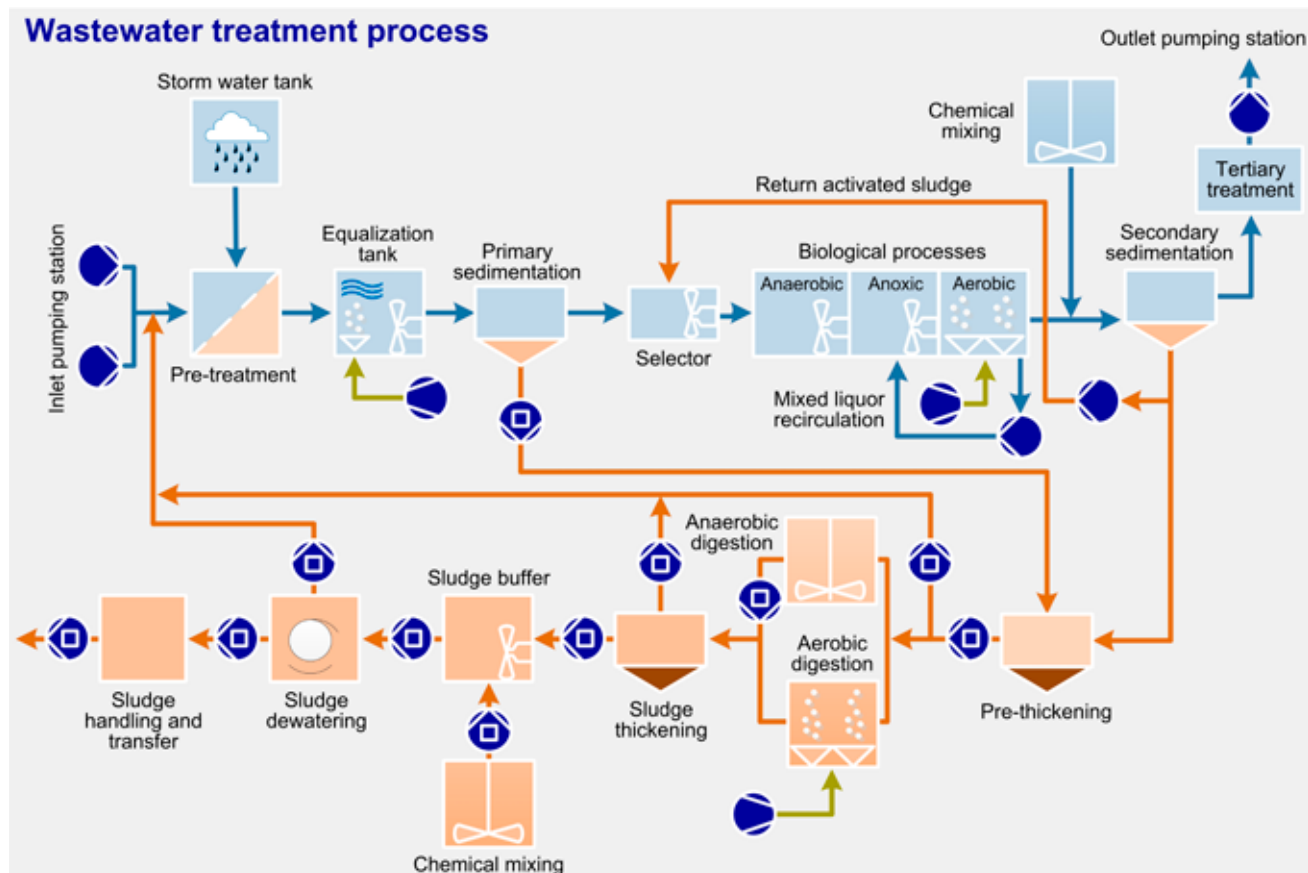 Wastewater treatment process
Outlet pumping station
Storm water tank
Chemical
mixing
Tertiary
treatment
Return activated sludge
Inlet pumping station
Equalization
tank
Primary
sedimentation
Biological processes
Secondary
sedimentation
Anaerobic
Anoxic
Aerobic
Pre-treatment
Selector
Mixed liquor
recirculation
Anaerobic
digestion
Sludge buffer
Aerobic
digestion
Sludge
handling and
transfer
Sludge
dewatering
Sludge
thickening
Pre-thickening
Chemical mixing